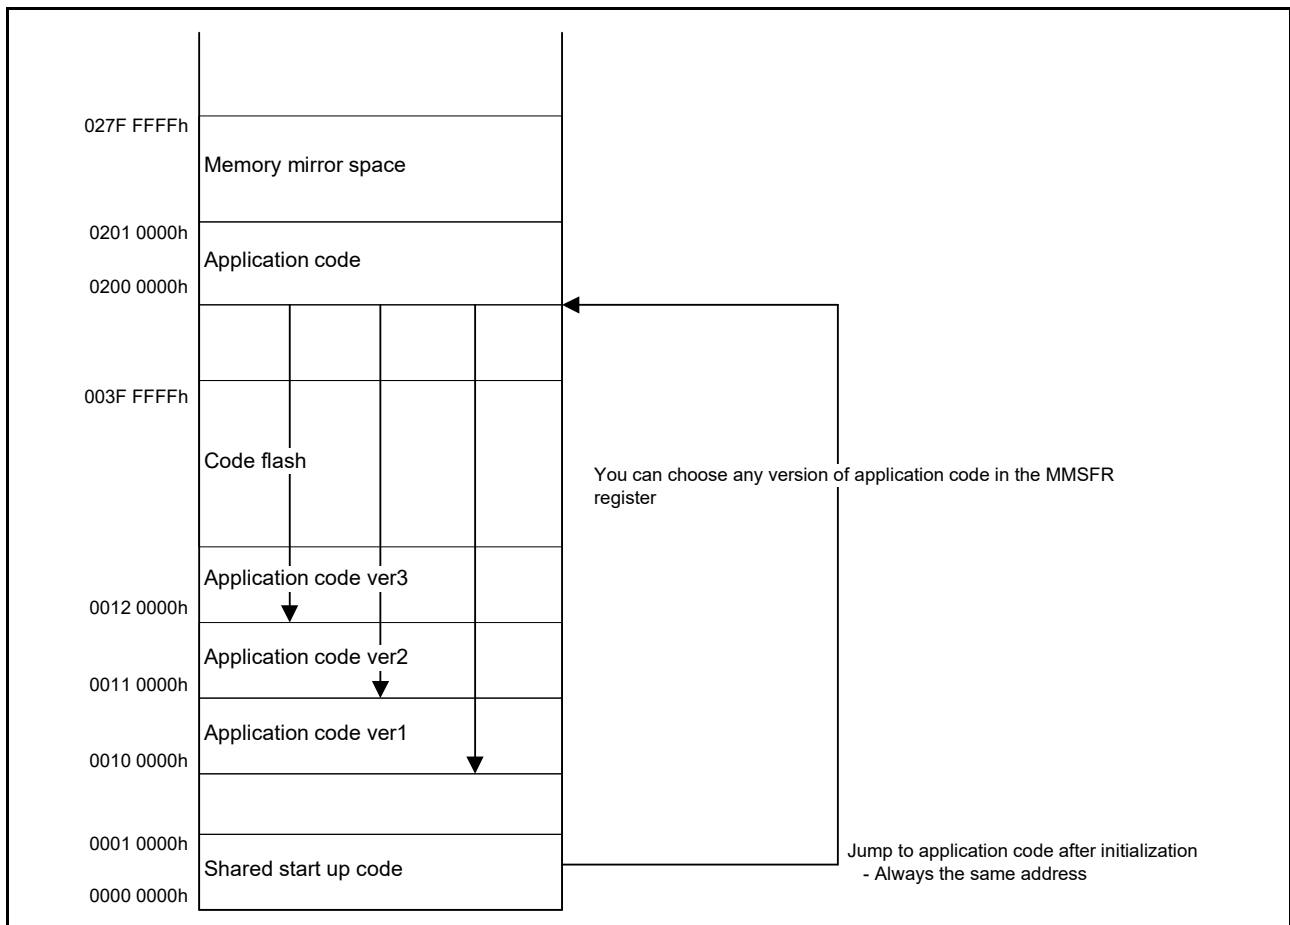 027F FFFFh
Memory mirror space
0201 0000h
Application code
0200 0000h
003F FFFFh
Code flash
You can choose any version of application code in the MMSFR
register
Application code ver3
0012 0000h
Application code ver2
0011 0000h
Application code ver1
0010 0000h
0001 0000h
Jump to application code after initialization
- Always the same address
Shared start up code
0000 0000h